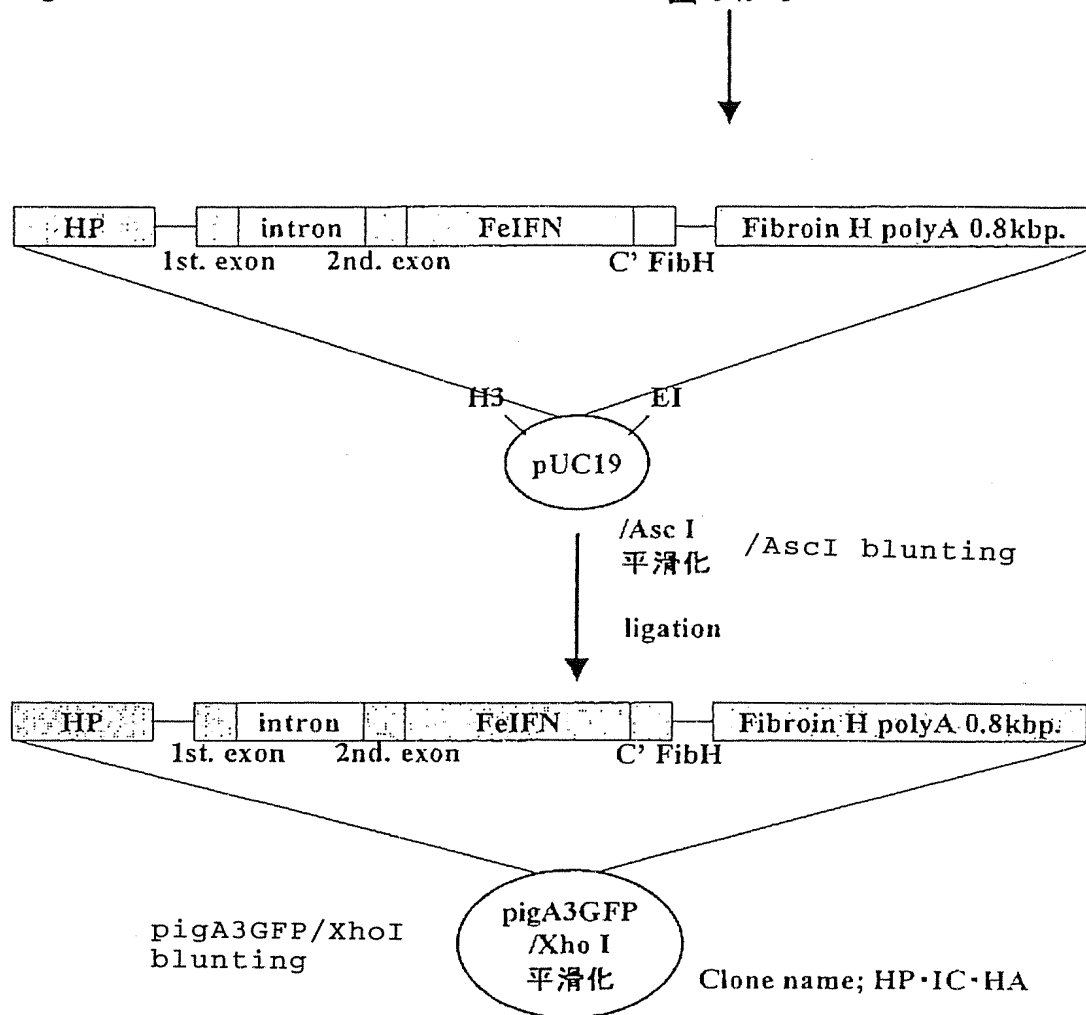 HP
intron
FeIFN
Fibroin H polyA 0.8kbp.
1st. exon
2nd. exon
C' FibH
H3
EI
pUC19
/Asc I
平滑化
/AscI blunting
ligation
HP
intron
FeIFN
Fibroin H polyA 0.8kbp.
1st. exon
2nd. exon
C' FibH
pigA3GFP/XhoI
blunting
pigA3GFP
/Xho I
平滑化
Clone name; HP・IC・HA